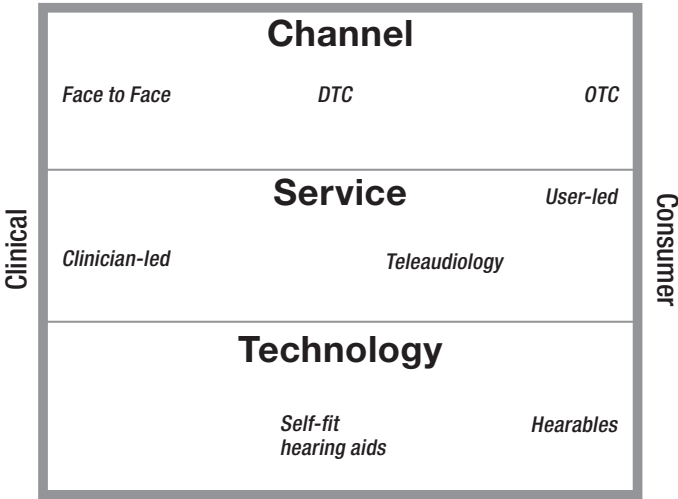 Channel
Face to Face DTC OTC
Service
User-led
Clinical
Consumer
Clinician-led Teleaudiology
Technology
Self-fit
hearing aids
Hearables